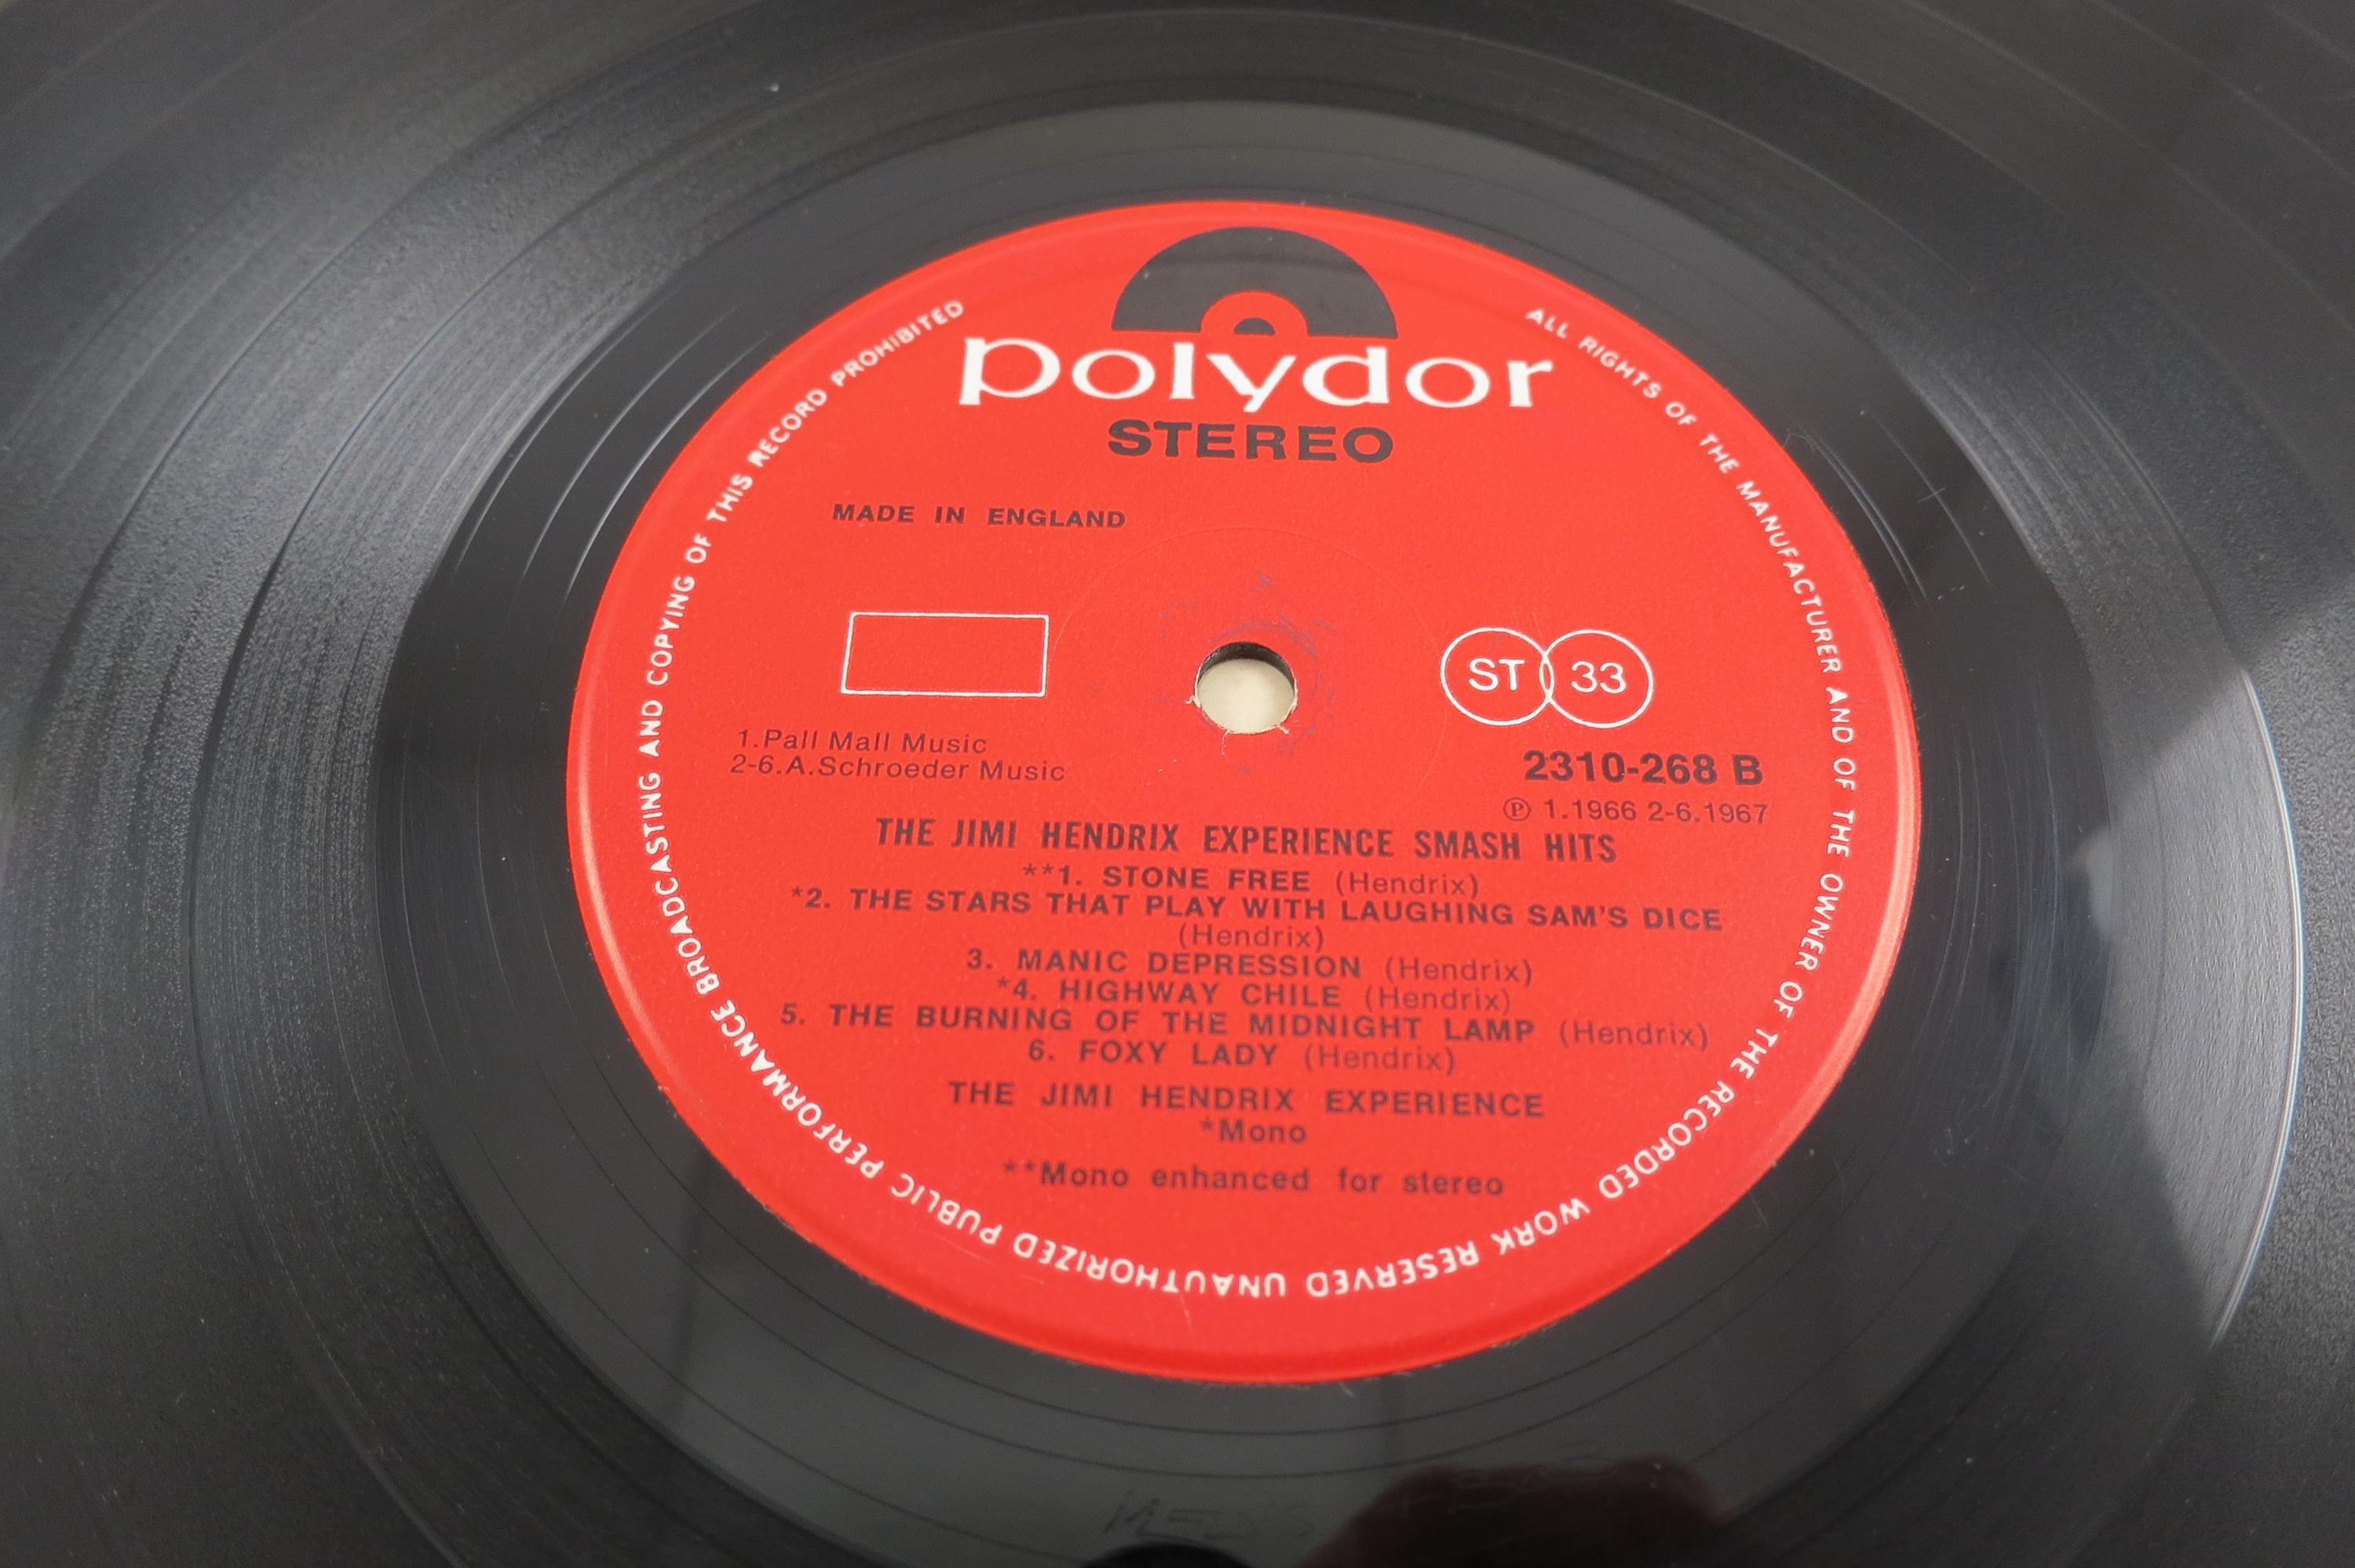 polydor
STEREO
MADE IN ENGLAND
ST 33
1.Pall Mall Music
2-6.A.Schroeder Music
2310-268 B
℗ 1.1966 2-6.1967
THE JIMI HENDRIX EXPERIENCE SMASH HITS
**1. STONE FREE (Hendrix)
*2. THE STARS THAT PLAY WITH LAUGHING SAM'S DICE
(Hendrix)
3. MANIC DEPRESSION (Hendrix)
*4. HIGHWAY CHILE (Hendrix)
5. THE BURNING OF THE MIDNIGHT LAMP (Hendrix)
6. FOXY LADY (Hendrix)
THE JIMI HENDRIX EXPERIENCE
*Mono
**Mono enhanced for stereo
ALL RIGHTS OF THE MANUFACTURER AND OF THE OWNER OF THE RECORDED WORK RESERVED UNAUTHORIZED PUBLIC PERFORMANCE BROADCASTING AND COPYING OF THIS RECORD PROHIBITED